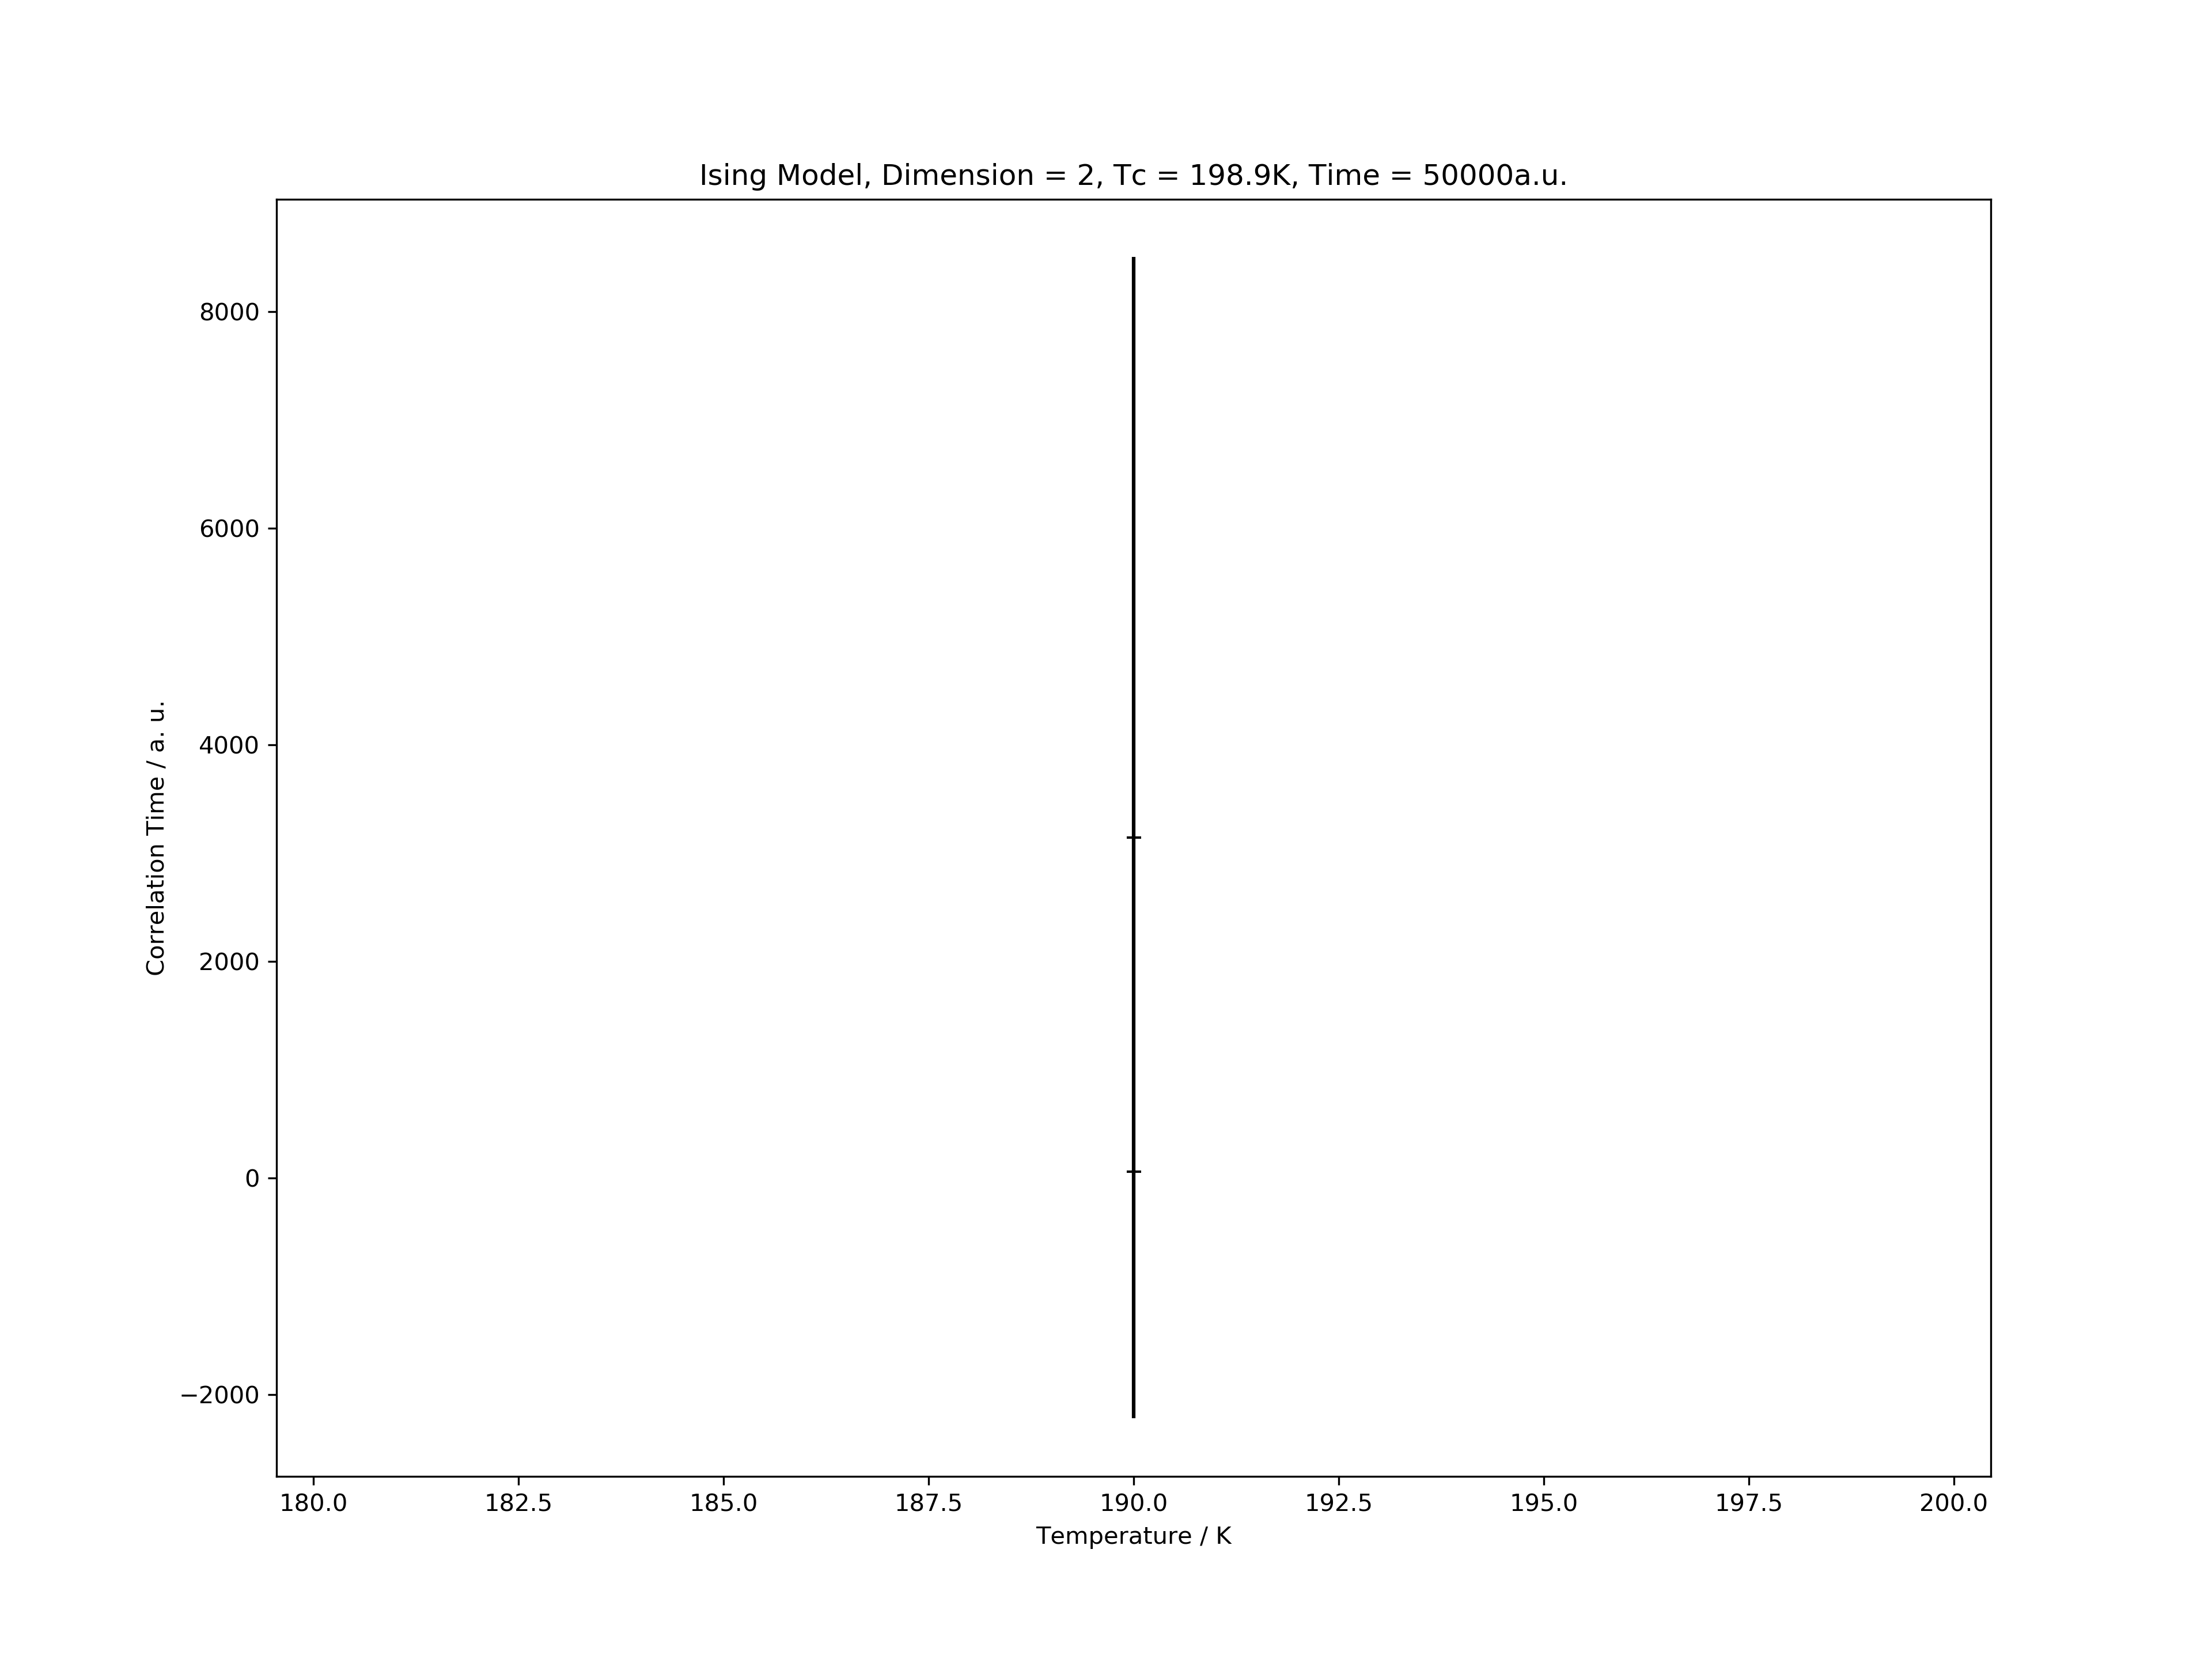 Ising Model, Dimension = 2, Tc = 198.9K, Time = 50000a.u.
8000
6000
4000
2000
0
−2000
Correlation Time / a. u.
180.0 182.5 185.0 187.5 190.0 192.5 195.0 197.5 200.0
Temperature / K